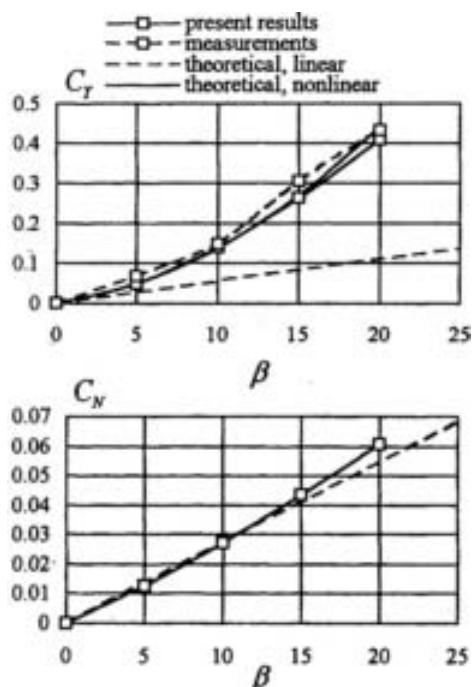 present results
measurements
theoretical, linear
theoretical, nonlinear
C_T
0.5
0.4
0.3
0.2
0.1
0
0 5 10 15 20 25
β
C_N
0.07
0.06
0.05
0.04
0.03
0.02
0.01
0
0 5 10 15 20 25
β